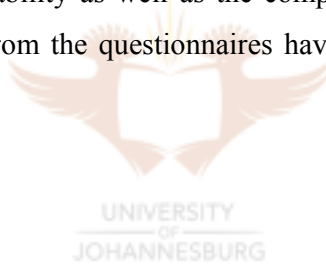 ability as well as the comp
rom the questionnaires hav
UNIVERSITY
OF
JOHANNESBURG